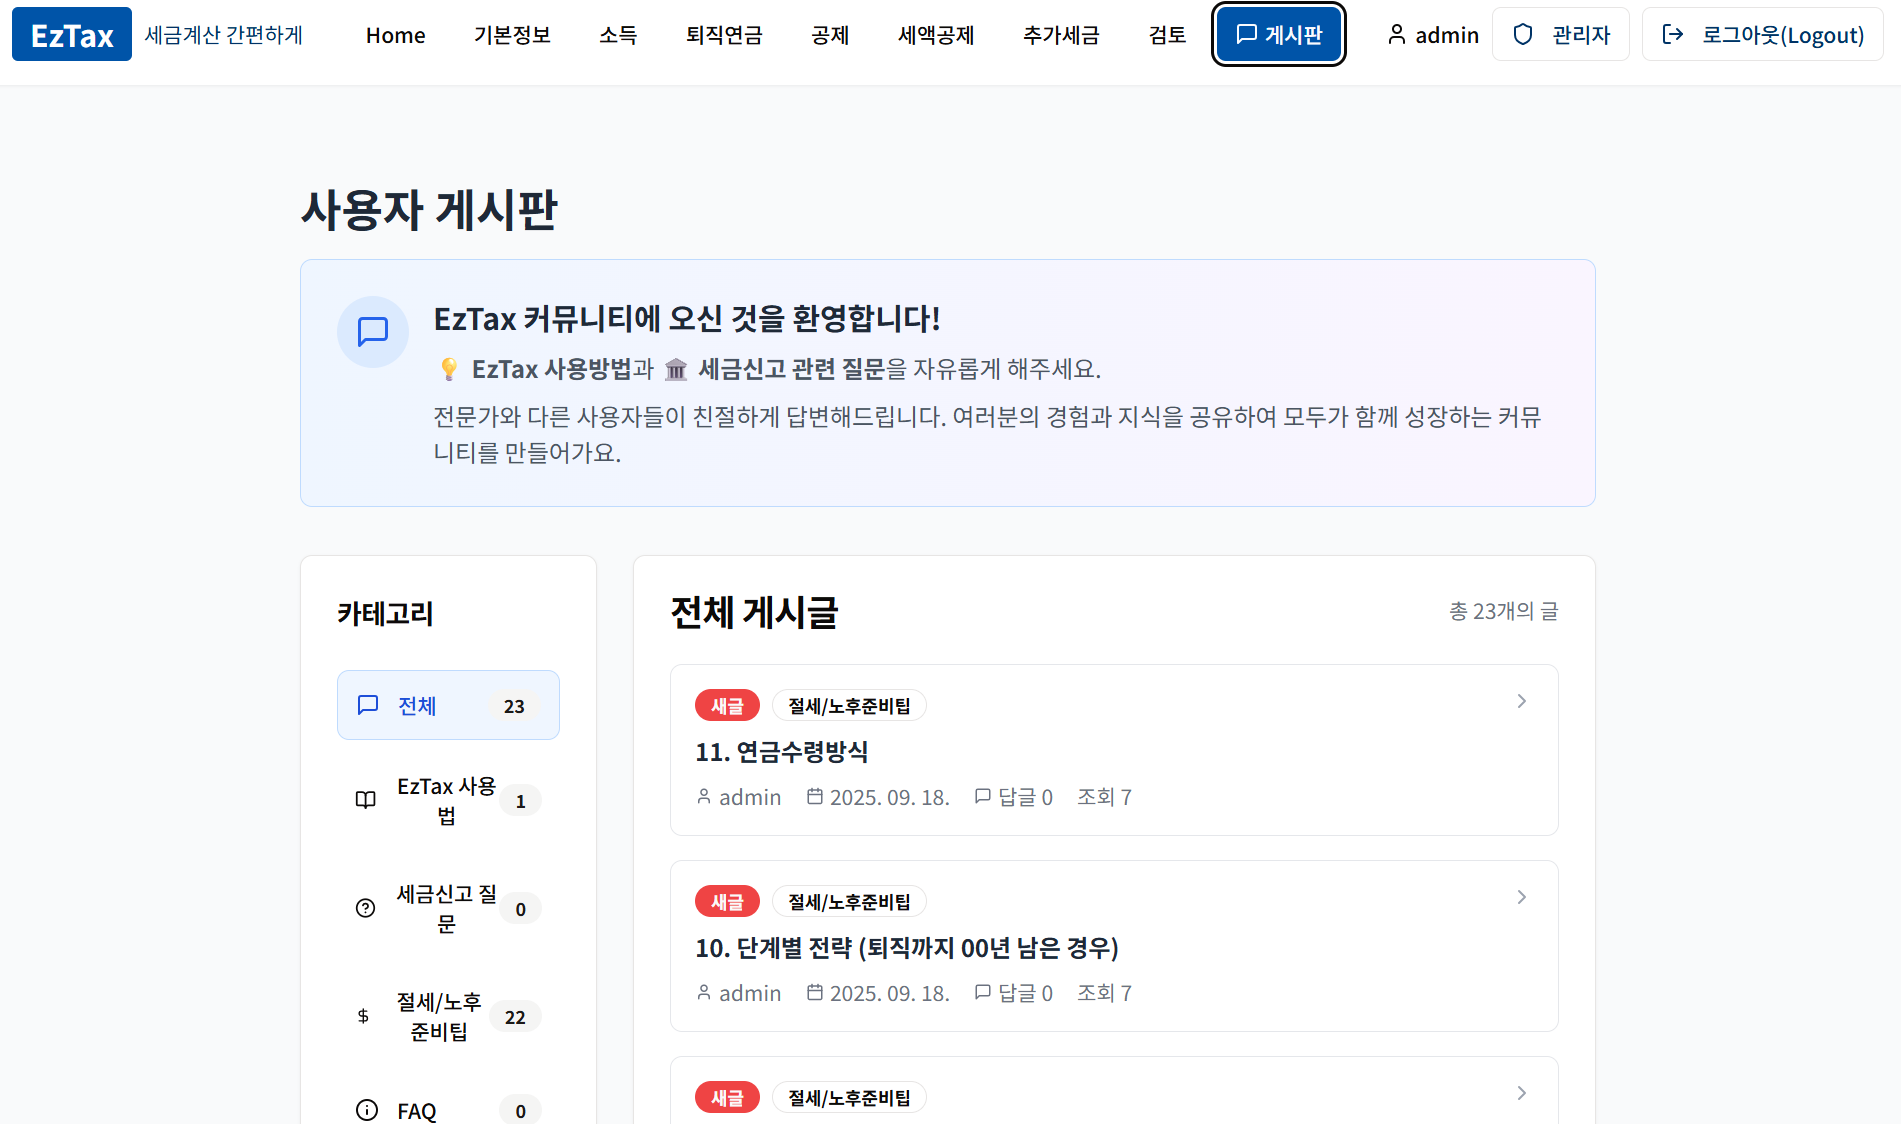 EzTax 세금계산 간편하게 Home 기본정보 소득 퇴직연금 공제 세액공제 추가세금 검토 게시판 admin 관리자 로그아웃(Logout)
사용자 게시판
EzTax 커뮤니티에 오신 것을 환영합니다!
💡 EzTax 사용방법과 🏛️ 세금신고 관련 질문을 자유롭게 해주세요.
전문가와 다른 사용자들이 친절하게 답변해드립니다. 여러분의 경험과 지식을 공유하여 모두가 함께 성장하는 커뮤
니티를 만들어가요.
카테고리
전체 23
EzTax 사용
법 1
세금신고 질
문 0
$ 절세/노후
준비팁 22
FAQ 0
전체 게시글 총 23개의 글
새글 절세/노후준비팁
11. 연금수령방식
admin 2025. 09. 18. 답글 0 조회 7
새글 절세/노후준비팁
10. 단계별 전략 (퇴직까지 00년 남은 경우)
admin 2025. 09. 18. 답글 0 조회 7
새글 절세/노후준비팁